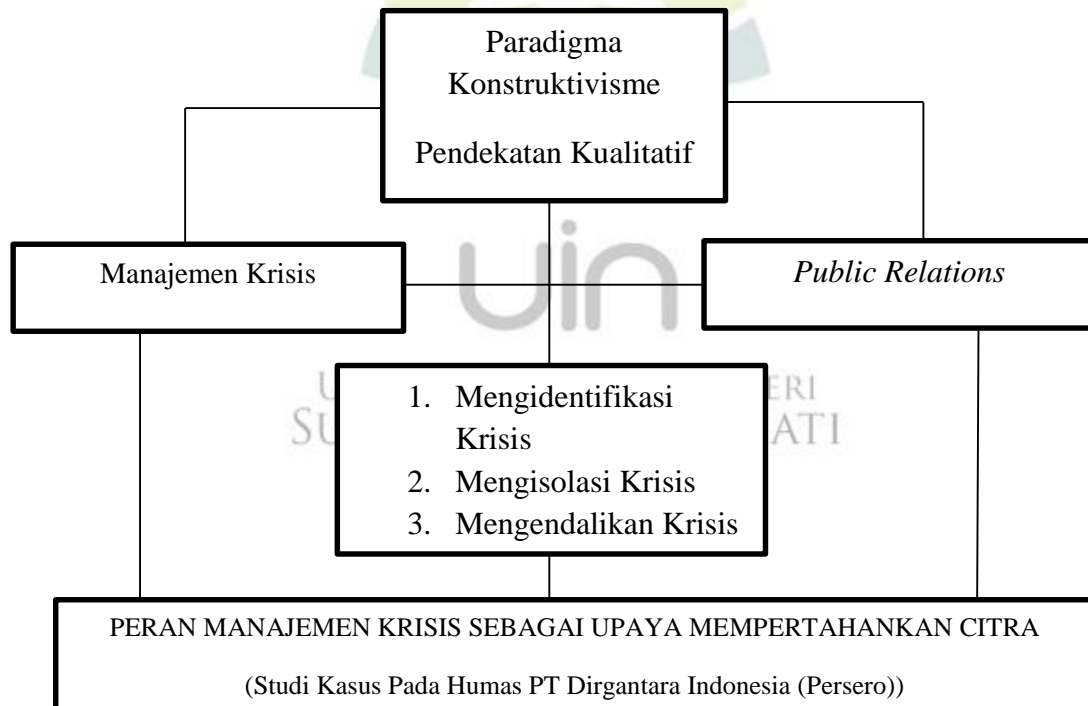 Paradigma
Konstruktivisme
Pendekatan Kualitatif
Manajemen Krisis
Public Relations
uin
1. Mengidentifikasi
Krisis
2. Mengisolasi Krisis
3. Mengendalikan Krisis
PERAN MANAJEMEN KRISIS SEBAGAI UPAYA MEMPERTAHANKAN CITRA
(Studi Kasus Pada Humas PT Dirgantara Indonesia (Persero))